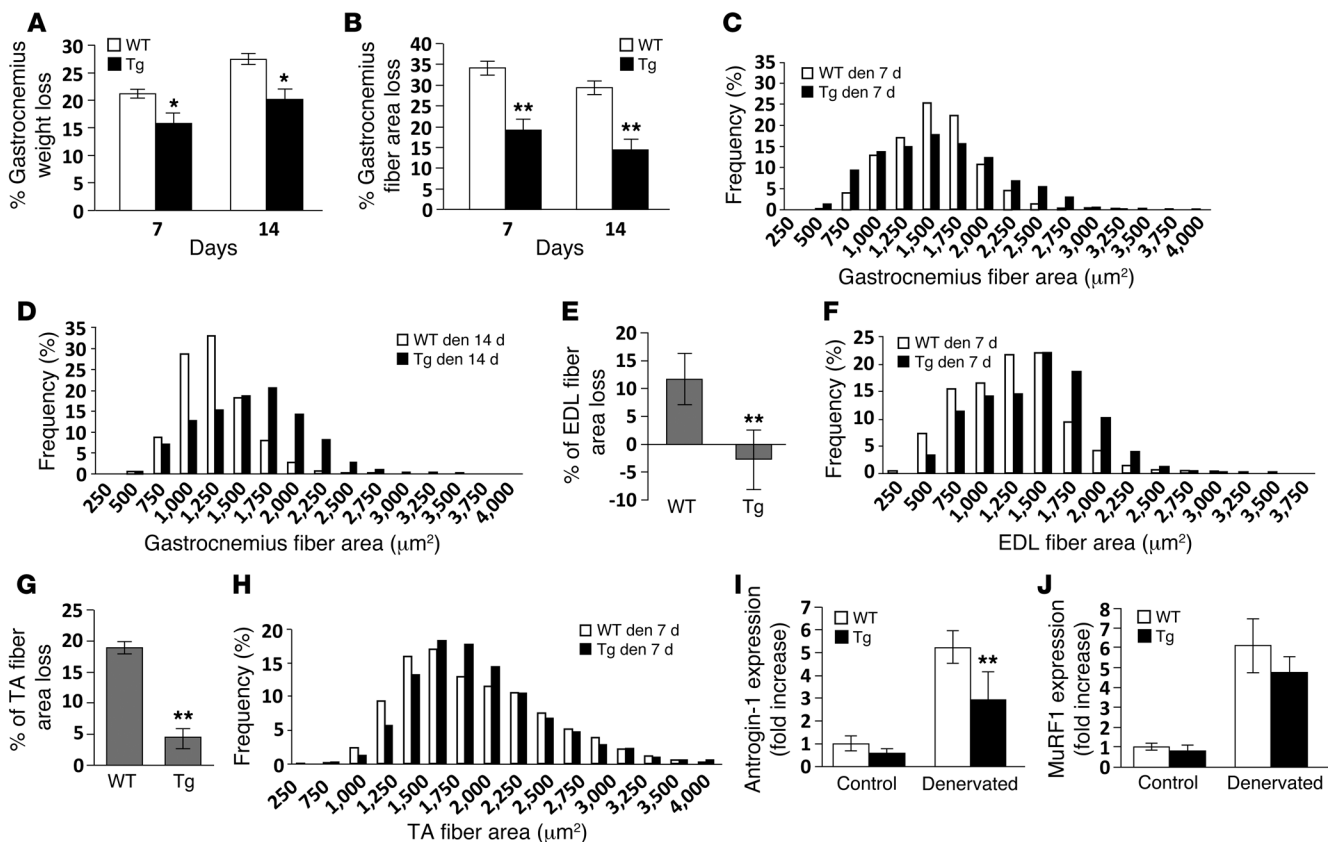 A
% Gastrocnemius
weight loss
30
25
20
15
10
5
0
WT
Tg
*
*
7
14
Days
B
% Gastrocnemius
fiber area loss
40
35
30
25
20
15
10
5
0
WT
Tg
**
**
7
14
Days
C
Frequency (%)
30
25
20
15
10
5
0
WT den 7 d
Tg den 7 d
250
500
750
1,000
1,250
1,500
1,750
2,000
2,250
2,500
2,750
3,000
3,250
3,500
3,750
4,000
Gastrocnemius fiber area (μm²)
D
Frequency (%)
35
30
25
20
15
10
5
0
WT den 14 d
Tg den 14 d
250
500
750
1,000
1,250
1,500
1,750
2,000
2,250
2,500
2,750
3,000
3,250
3,500
3,750
4,000
Gastrocnemius fiber area (μm²)
E
% of EDL fiber
area loss
20
15
10
5
0
-5
-10
**
WT
Tg
F
Frequency (%)
25
20
15
10
5
0
WT den 7 d
Tg den 7 d
250
500
750
1,000
1,250
1,500
1,750
2,000
2,250
2,500
2,750
3,000
3,250
3,500
3,750
EDL fiber area (μm²)
G
% of TA fiber
area loss
25
20
15
10
5
0
**
WT
Tg
H
Frequency (%)
20
15
10
5
0
WT den 7 d
Tg den 7 d
250
750
1,000
1,250
1,500
1,750
2,000
2,250
2,500
2,750
3,000
3,250
3,500
4,000
TA fiber area (μm²)
I
Antrogin-1 expression
(fold increase)
7
6
5
4
3
2
1
0
WT
Tg
**
Control
Denervated
J
MuRF1 expression
(fold increase)
8
7
6
5
4
3
2
1
0
WT
Tg
Control
Denervated